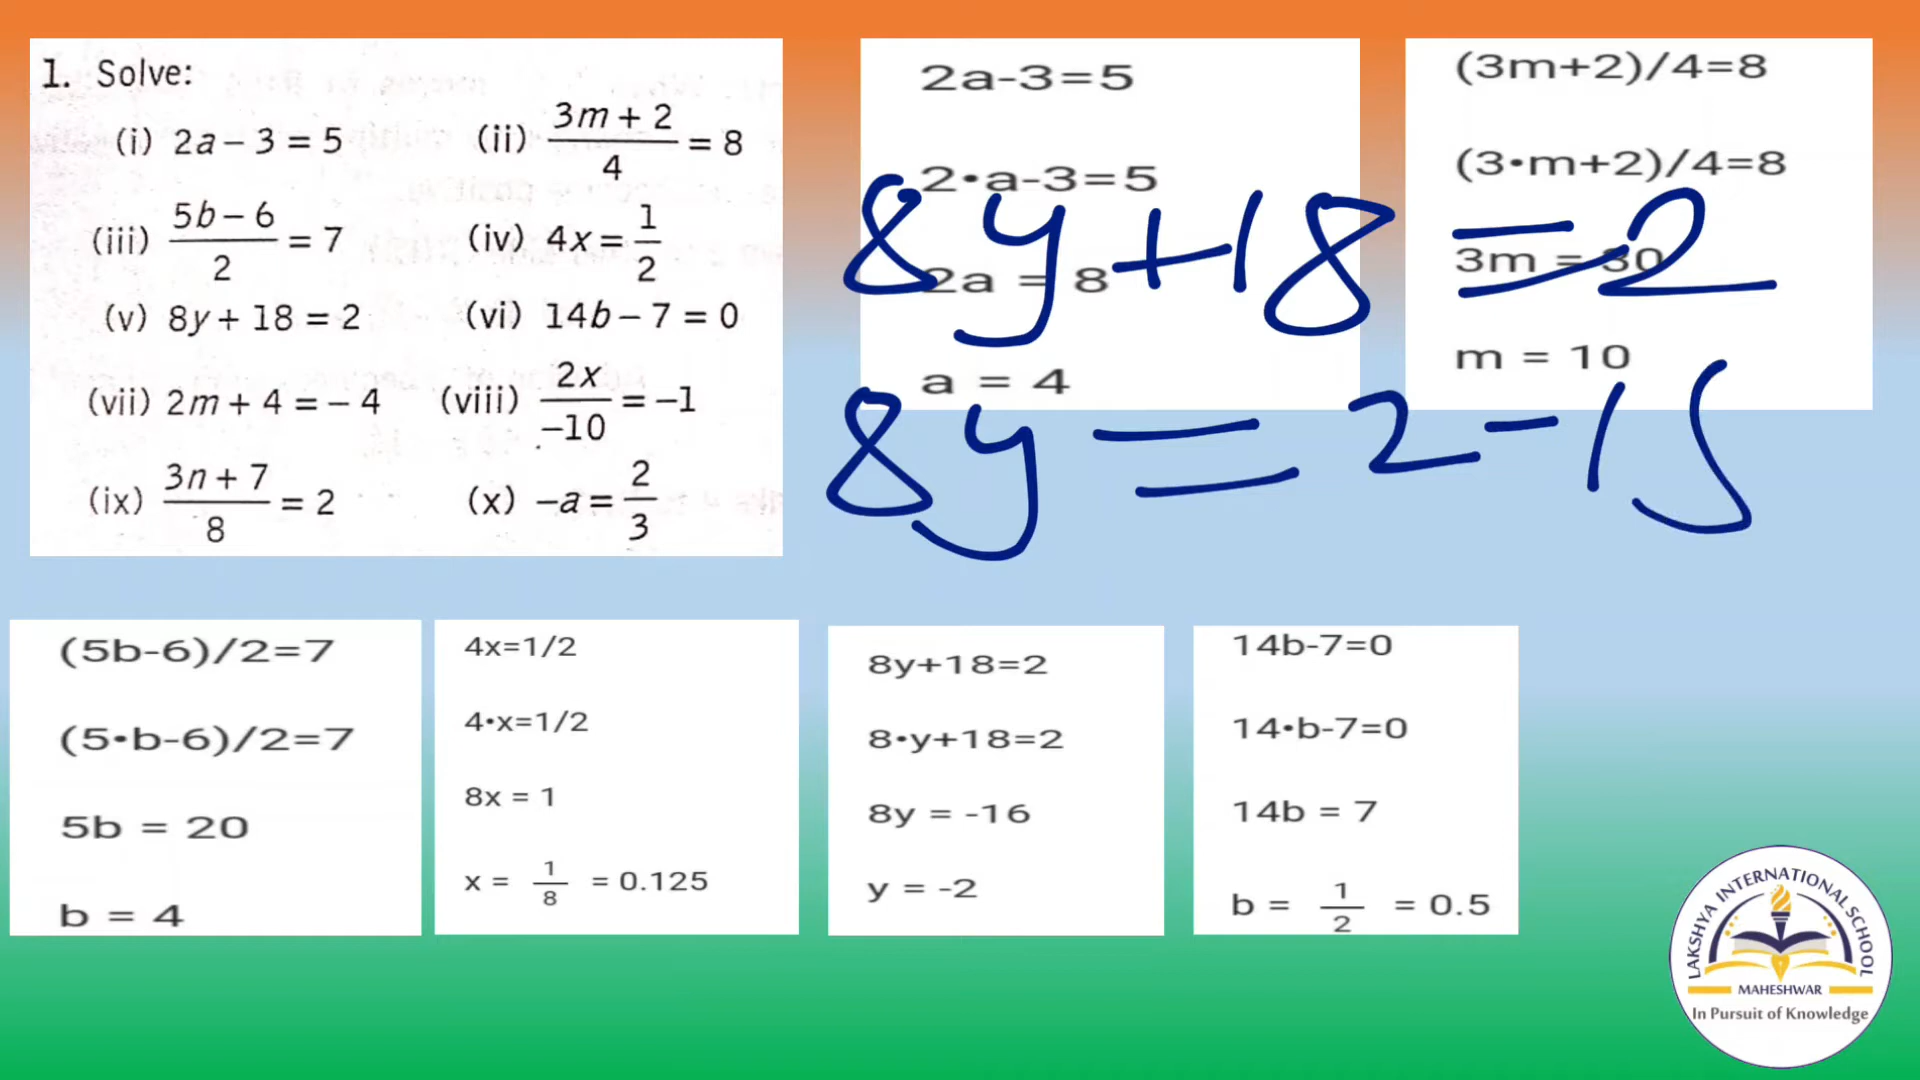 1. Solve:
(i) 2a – 3 = 5 (ii) (3m + 2)/4 = 8
(iii) (5b – 6)/2 = 7 (iv) 4x = 1/2
(v) 8y + 18 = 2 (vi) 14b – 7 = 0
(vii) 2m + 4 = – 4 (viii) 2x/–10 = –1
(ix) (3n + 7)/8 = 2 (x) –a = 2/3
2a-3=5
2•a-3=5
2a = 8
a = 4
(3m+2)/4=8
(3•m+2)/4=8
3m = 30
m = 10
8y+18=2
8y=2-1
(5b-6)/2=7
(5•b-6)/2=7
5b = 20
b = 4
4x=1/2
4•x=1/2
8x = 1
x = 1/8 = 0.125
8y+18=2
8•y+18=2
8y = -16
y = -2
14b-7=0
14•b-7=0
14b = 7
b = 1/2 = 0.5
LAKSHYA INTERNATIONAL SCHOOL
MAHESHWAR
In Pursuit of Knowledge